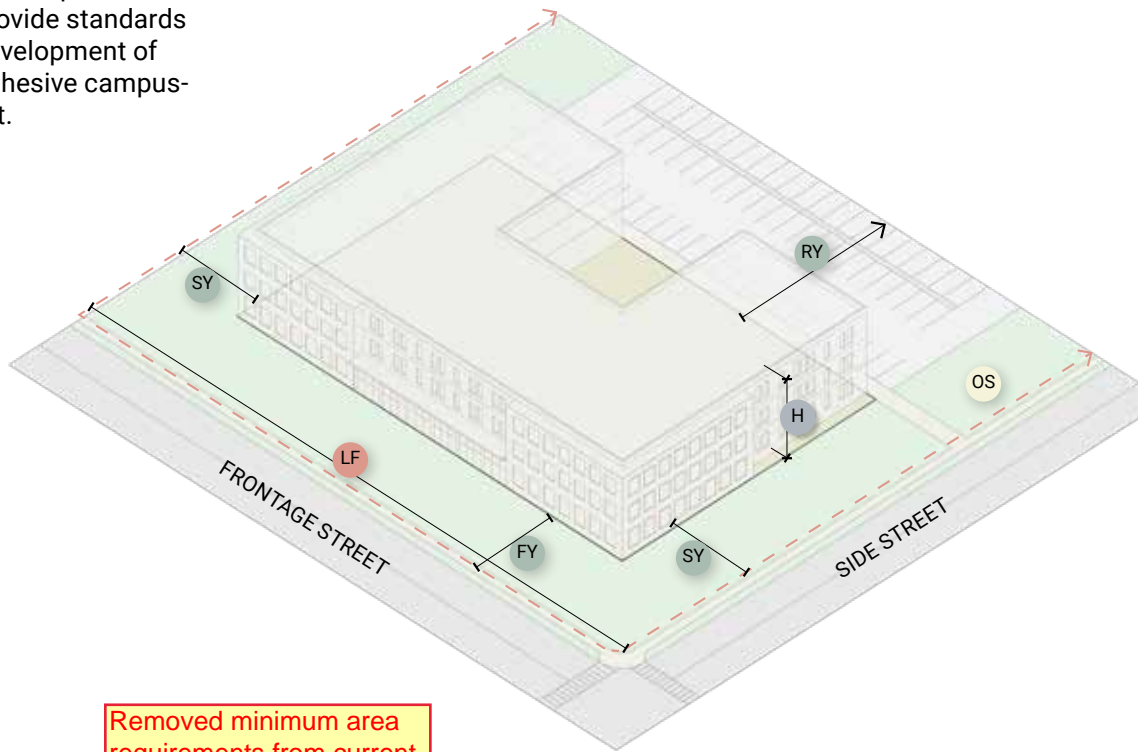 ovide standards
velopment of
hesive campus-
t.
SY
RY
OS
H
LF
FRONTAGE STREET
FY
SY
SIDE STREET
Removed minimum area
requirements from current